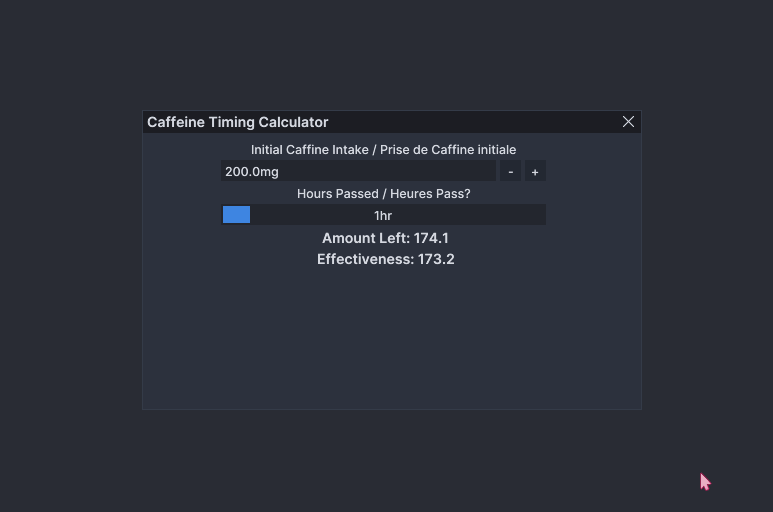 Caffeine Timing Calculator
Initial Caffine Intake / Prise de Caffine initiale
200.0mg - +
Hours Passed / Heures Pass?
1hr
Amount Left: 174.1
Effectiveness: 173.2